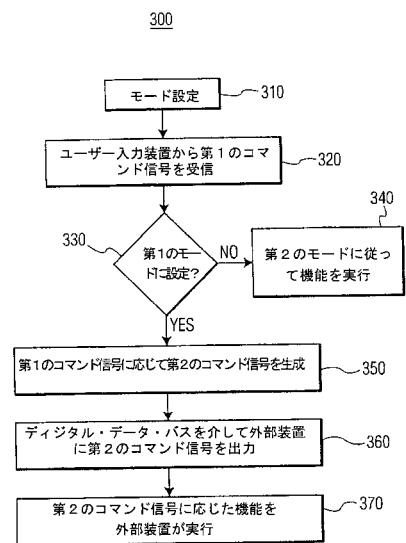 300
モード設定
310
ユーザー入力装置から第１のコマ
ンド信号を受信
320
330
第１のモー
ドに設定?
NO
340
第２のモードに従っ
て機能を実行
YES
第１のコマンド信号に応じて第２のコマンド信号を生成
350
ディジタル・データ・バスを介して外部装置
に第２のコマンド信号を出力
360
第２のコマンド信号に応じた機能を
外部装置が実行
370